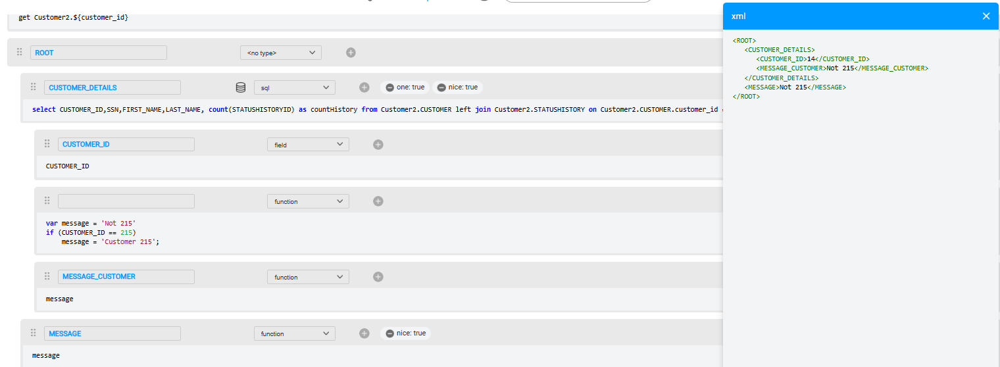 get Customer2.${customer_id}
ROOT
<no type>
CUSTOMER_DETAILS
sql
one: true
nice: true
select CUSTOMER_ID,SSN,FIRST_NAME,LAST_NAME, count(STATUSHISTORYID) as countHistory from Customer2.CUSTOMER left join Customer2.STATUSHISTORY on Customer2.CUSTOMER.customer_id =
CUSTOMER_ID
field
CUSTOMER_ID
function
var message = 'Not 215'
if (CUSTOMER_ID == 215)
message = 'Customer 215';
MESSAGE_CUSTOMER
function
message
MESSAGE
function
nice: true
message
xml
<ROOT>
<CUSTOMER_DETAILS>
<CUSTOMER_ID>14</CUSTOMER_ID>
<MESSAGE_CUSTOMER>Not 215</MESSAGE_CUSTOMER>
</CUSTOMER_DETAILS>
<MESSAGE>Not 215</MESSAGE>
</ROOT>